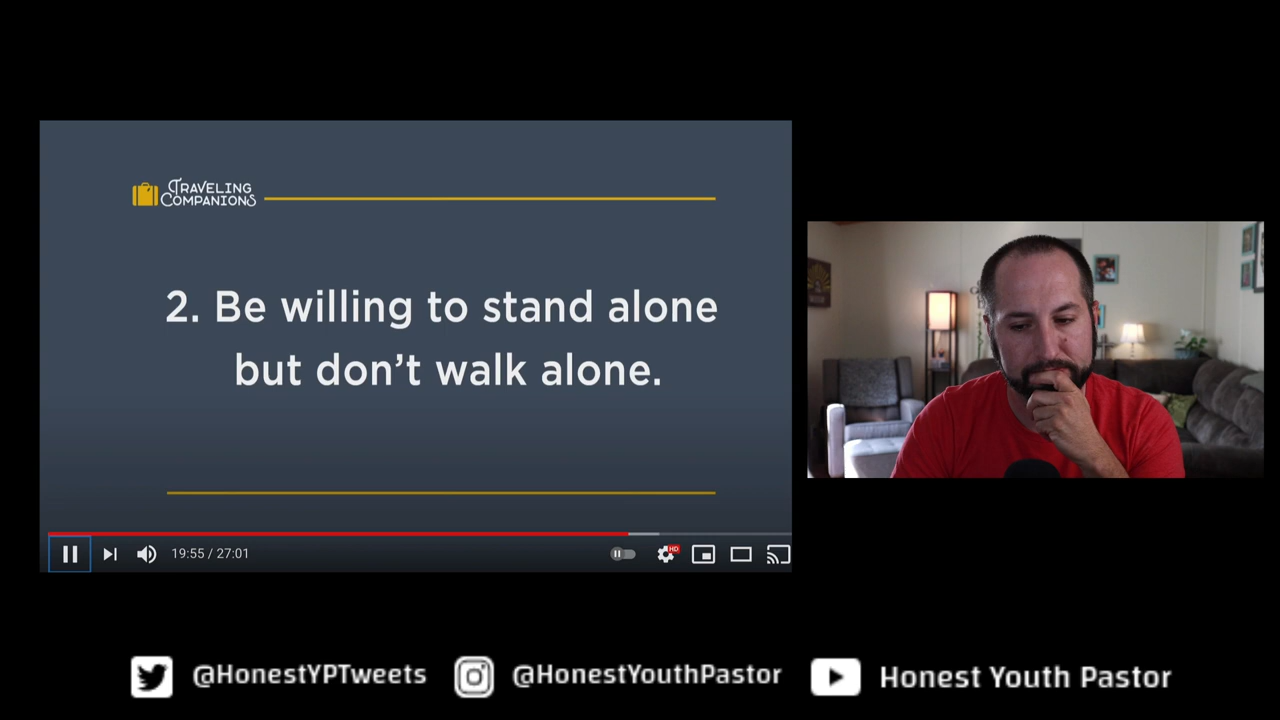 TRAVELING
COMPANIONS
2. Be willing to stand alone
but don't walk alone.
19:55 / 27:01
HD
@HonestYPTweets
@HonestYouthPastor
Honest Youth Pastor